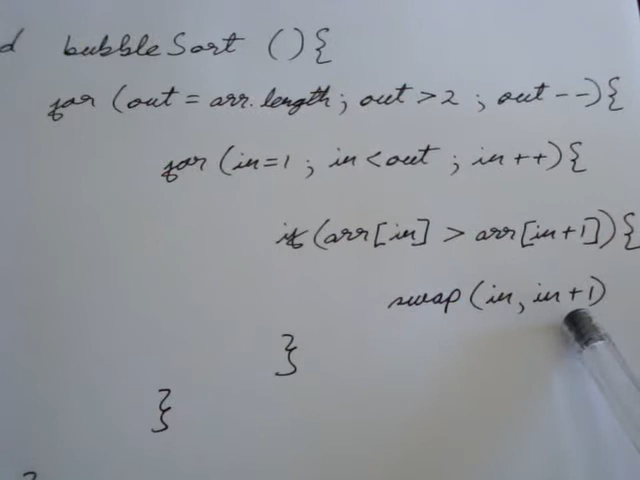 d bubbleSort (){
for (out = arr.length; out > 2 ; out --){
for (in=1 ; in < out ; in ++){
if (arr[in] > arr[in+1]){
swap (in, in+1)
}
}